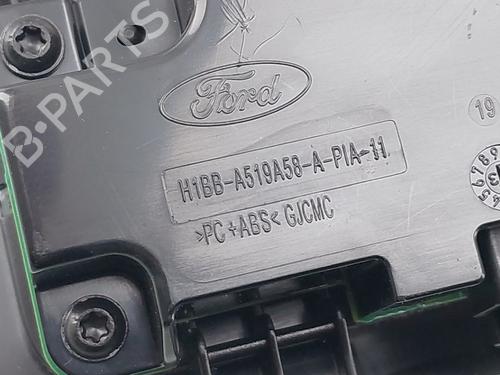 B-PARTS
Ford
H1BB-A519A58-A-PIA-11
>PC+ABS< GJCMC
19